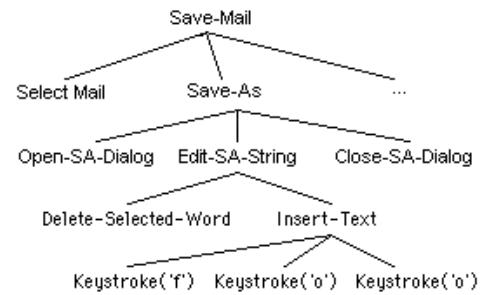 Save-Mail
Select Mail Save-As ...
Open-SA-Dialog Edit-SA-String Close-SA-Dialog
Delete-Selected-Word Insert-Text
Keystroke('f') Keystroke('o') Keystroke('o')